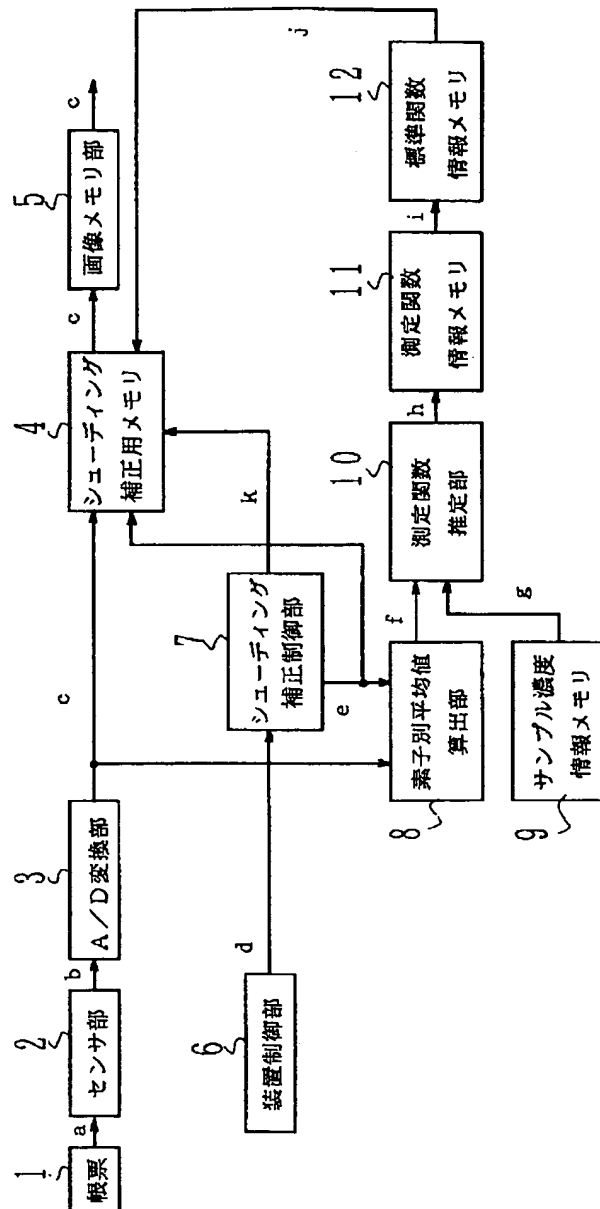 1
帳票
a
2
センサ部
b
3
A/D変換部
c
4
シューディング
補正用メモリ
c
5
画像メモリ部
c
6
装置制御部
d
7
シューディング
補正制御部
e
k
8
素子別平均値
算出部
f
9
サンプル濃度
情報メモリ
g
10
測定関数
推定部
h
11
測定関数
情報メモリ
i
12
標準関数
情報メモリ
j